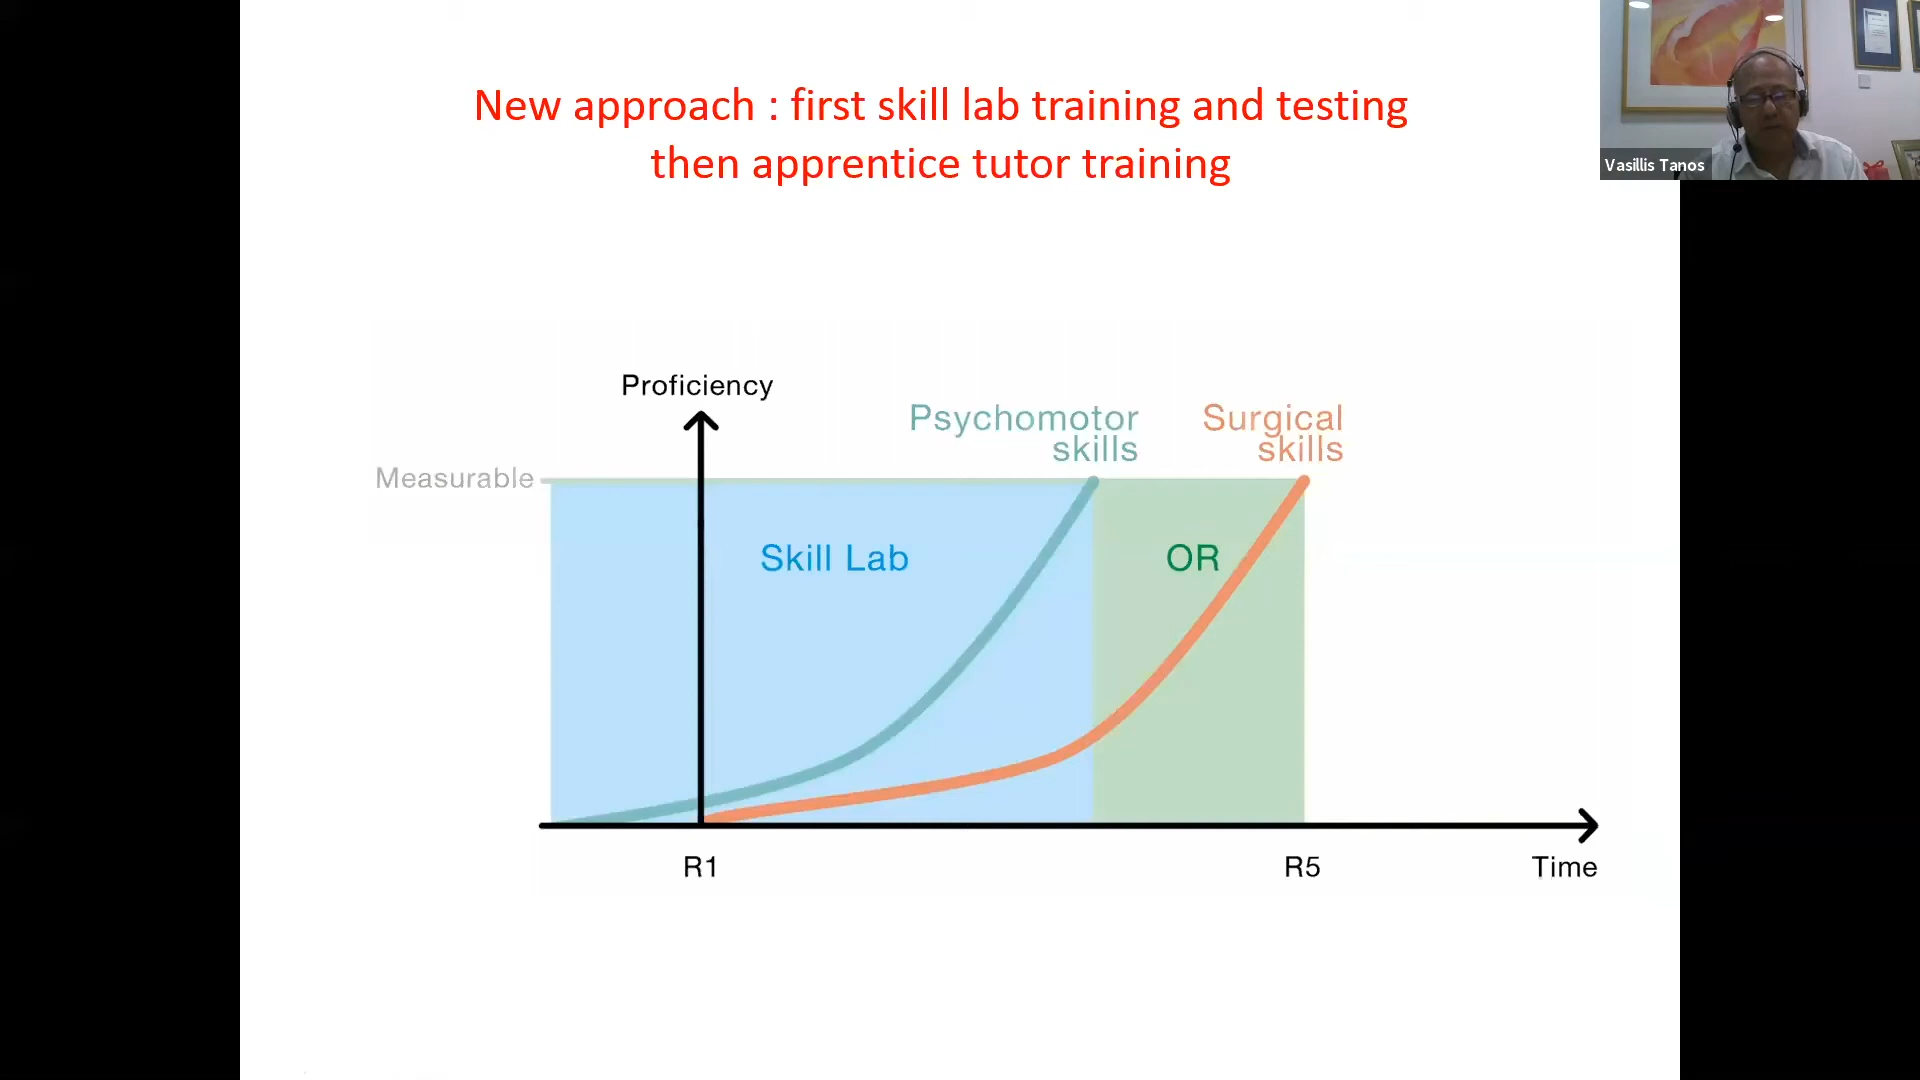 New approach : first skill lab training and testing
then apprentice tutor training
Vasillis Tanos
Proficiency
Psychomotor
skills
Surgical
skills
Measurable
Skill Lab
OR
R1
R5
Time